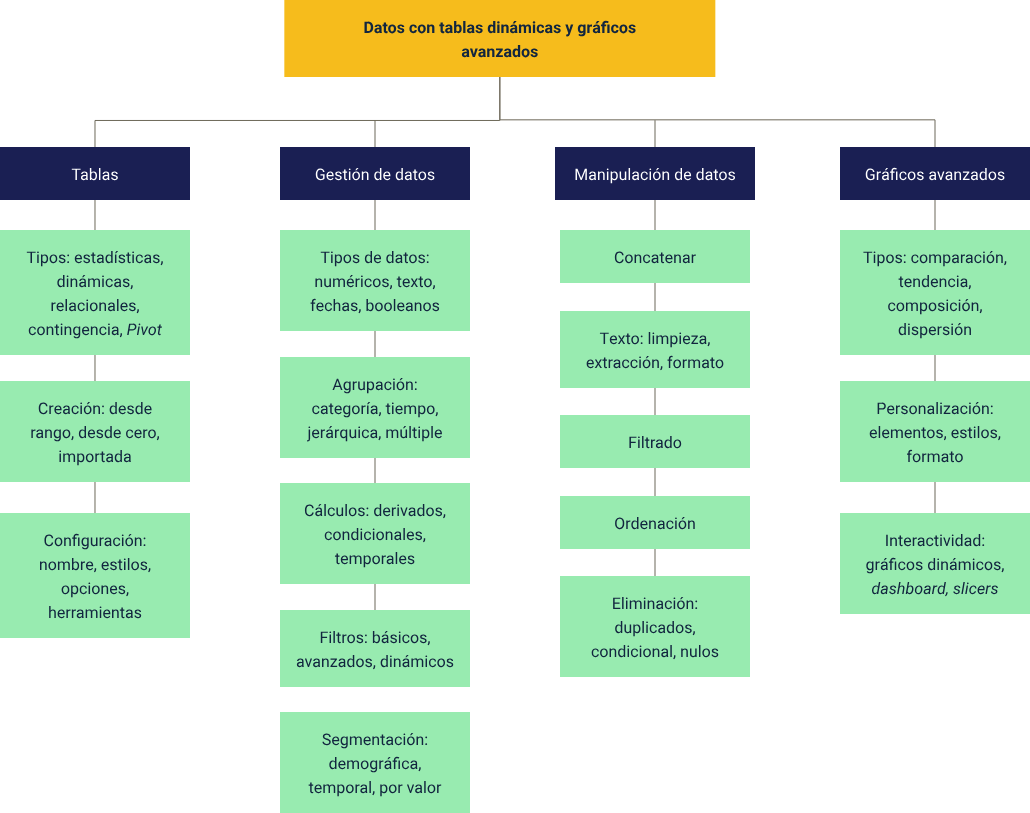 Datos con tablas dinámicas y gráficos
avanzados
Tablas
Tipos: estadísticas,
dinámicas,
relacionales,
contingencia, Pivot
Creación: desde
rango, desde cero,
importada
Configuración:
nombre, estilos,
opciones,
herramientas
Gestión de datos
Tipos de datos:
numéricos, texto,
fechas, booleanos
Agrupación:
categoría, tiempo,
jerárquica, múltiple
Cálculos: derivados,
condicionales,
temporales
Filtros: básicos,
avanzados, dinámicos
Segmentación:
demográfica,
temporal, por valor
Manipulación de datos
Concatenar
Texto: limpieza,
extracción, formato
Filtrado
Ordenación
Eliminación:
duplicados,
condicional, nulos
Gráficos avanzados
Tipos: comparación,
tendencia,
composición,
dispersión
Personalización:
elementos, estilos,
formato
Interactividad:
gráficos dinámicos,
dashboard, slicers